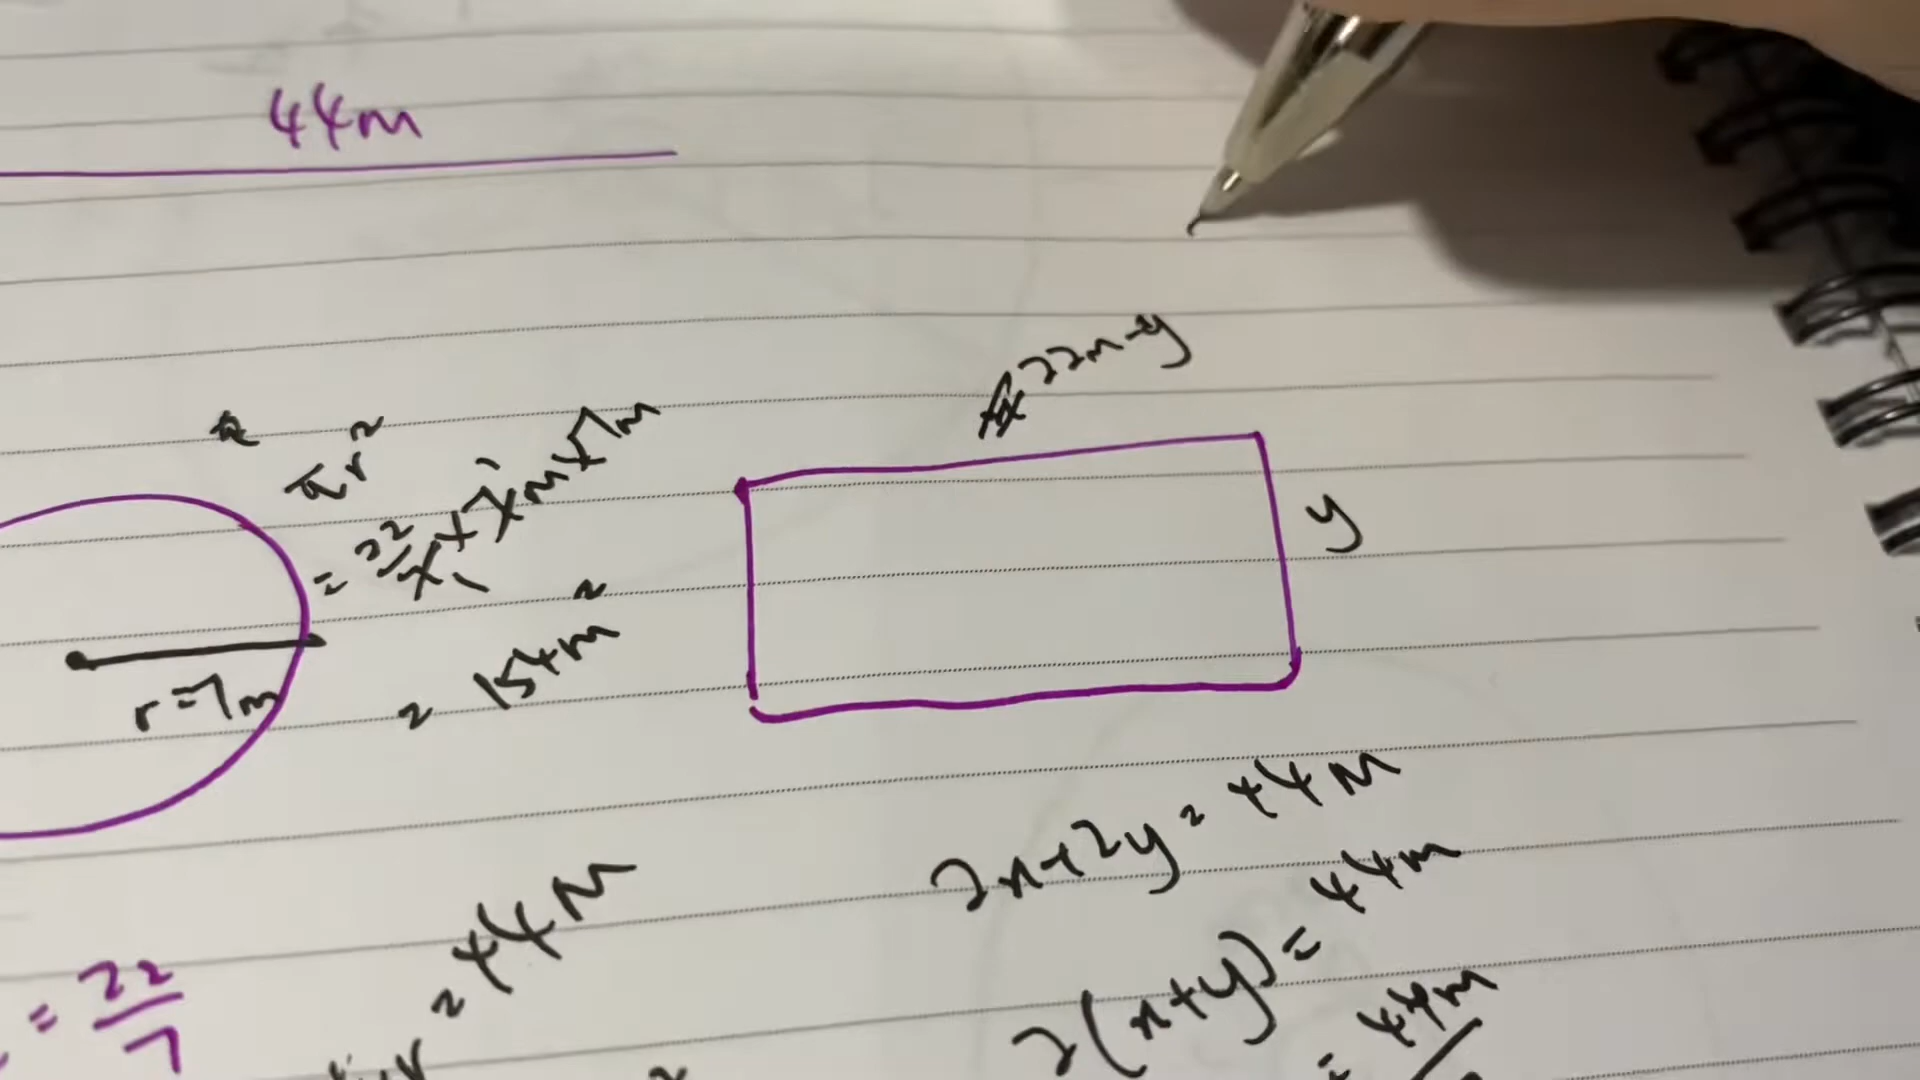 44m
22m-y
πr²
= 22/7 × 7m × 7m
= 154m²
y
r=7m
2x+2y=44m
2(x+y)=44m
= 44m
= 44m
= 22/7